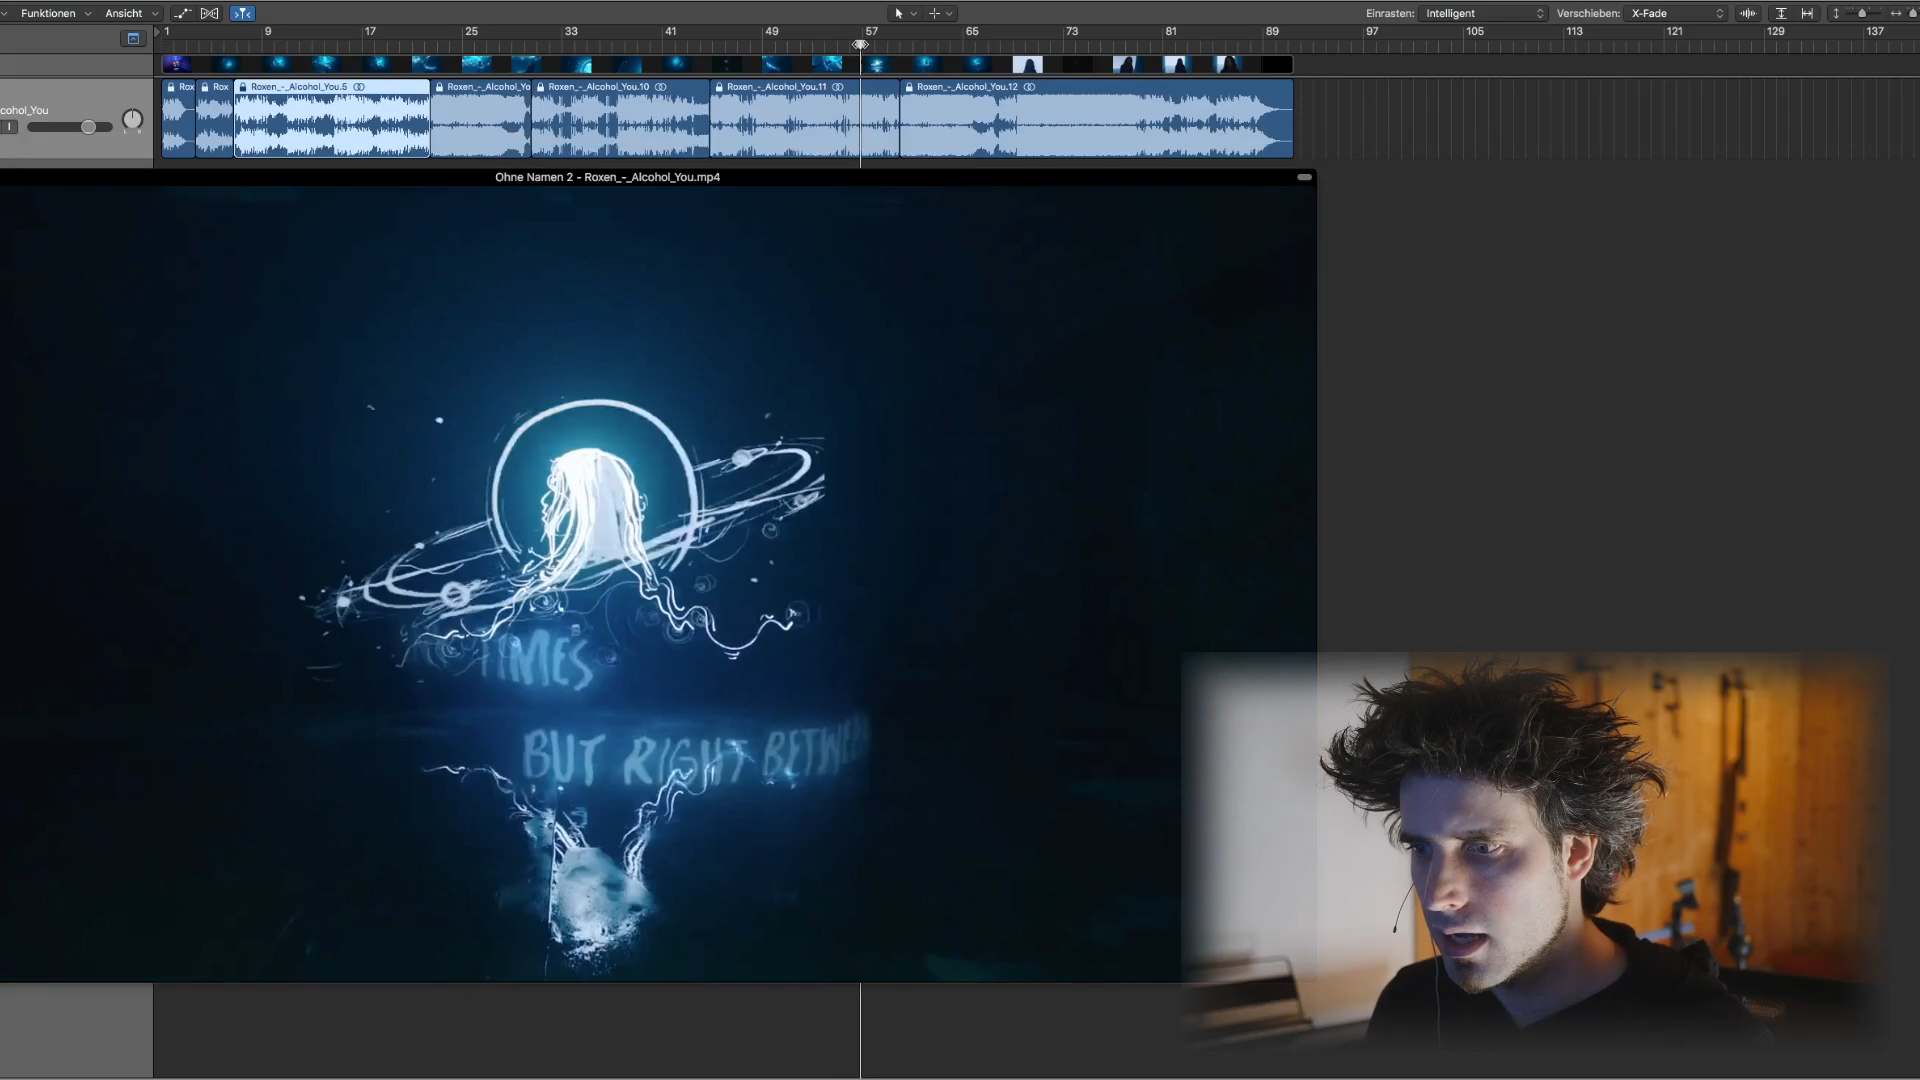 Funktionen Ansicht Einrasten: Intelligent Verschieben: X-Fade
1 9 17 25 33 41 49 57 65 73 81 89 97 105 113 121 129 137
Rox Rox Roxen_-_Alcohol_You.5 Roxen_-_Alcohol_Yo Roxen_-_Alcohol_You.10 Roxen_-_Alcohol_You.11 Roxen_-_Alcohol_You.12
cohol_You
I
Ohne Namen 2 - Roxen_-_Alcohol_You.mp4
TIMES
BUT RIGHT BETWEEN